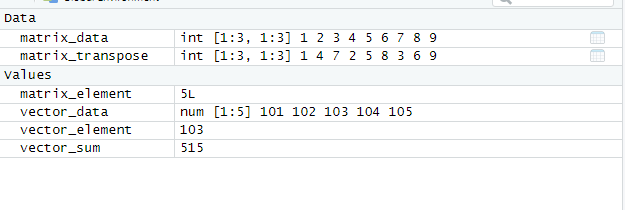 Data
matrix_data int [1:3, 1:3] 1 2 3 4 5 6 7 8 9
matrix_transpose int [1:3, 1:3] 1 4 7 2 5 8 3 6 9
Values
matrix_element 5L
vector_data num [1:5] 101 102 103 104 105
vector_element 103
vector_sum 515